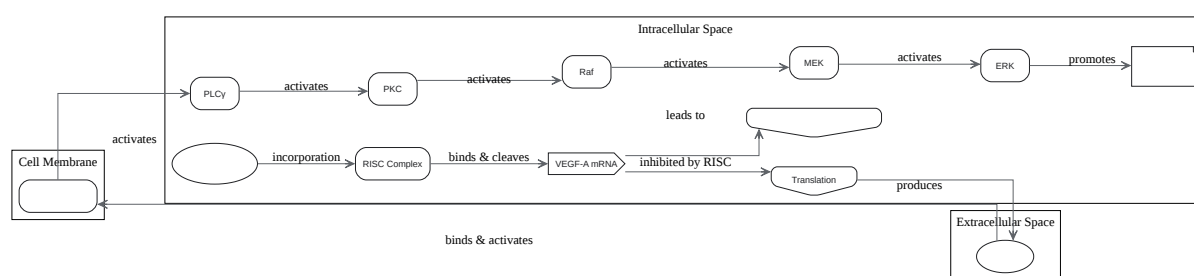 Intracellular Space
PLCγ
activates
PKC
activates
Raf
activates
MEK
activates
ERK
promotes
activates
leads to
Cell Membrane
incorporation
RISC Complex
binds & cleaves
VEGF-A mRNA
inhibited by RISC
Translation
produces
Extracellular Space
binds & activates